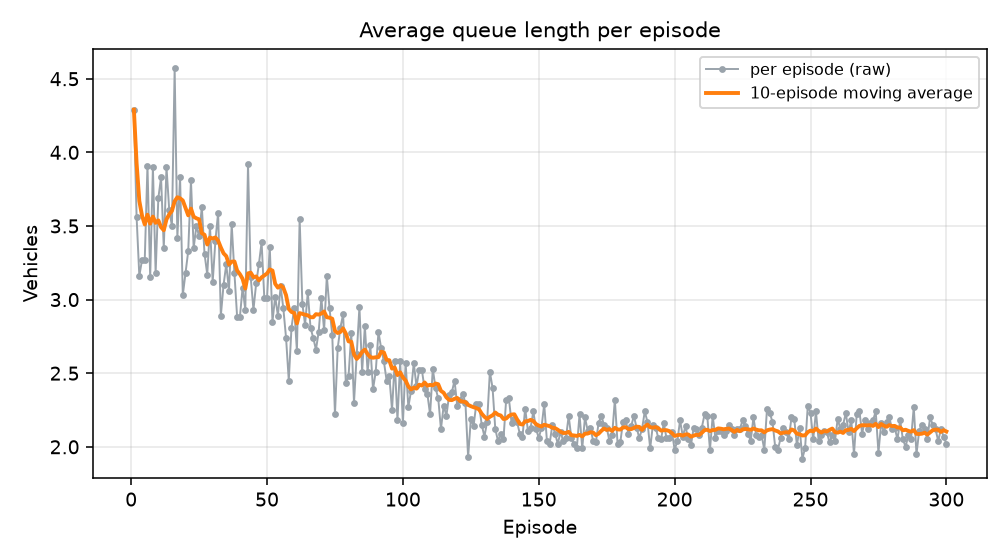 Average queue length per episode
per episode (raw)
10-episode moving average
Vehicles
4.5
4.0
3.5
3.0
2.5
2.0
0 50 100 150 200 250 300
Episode